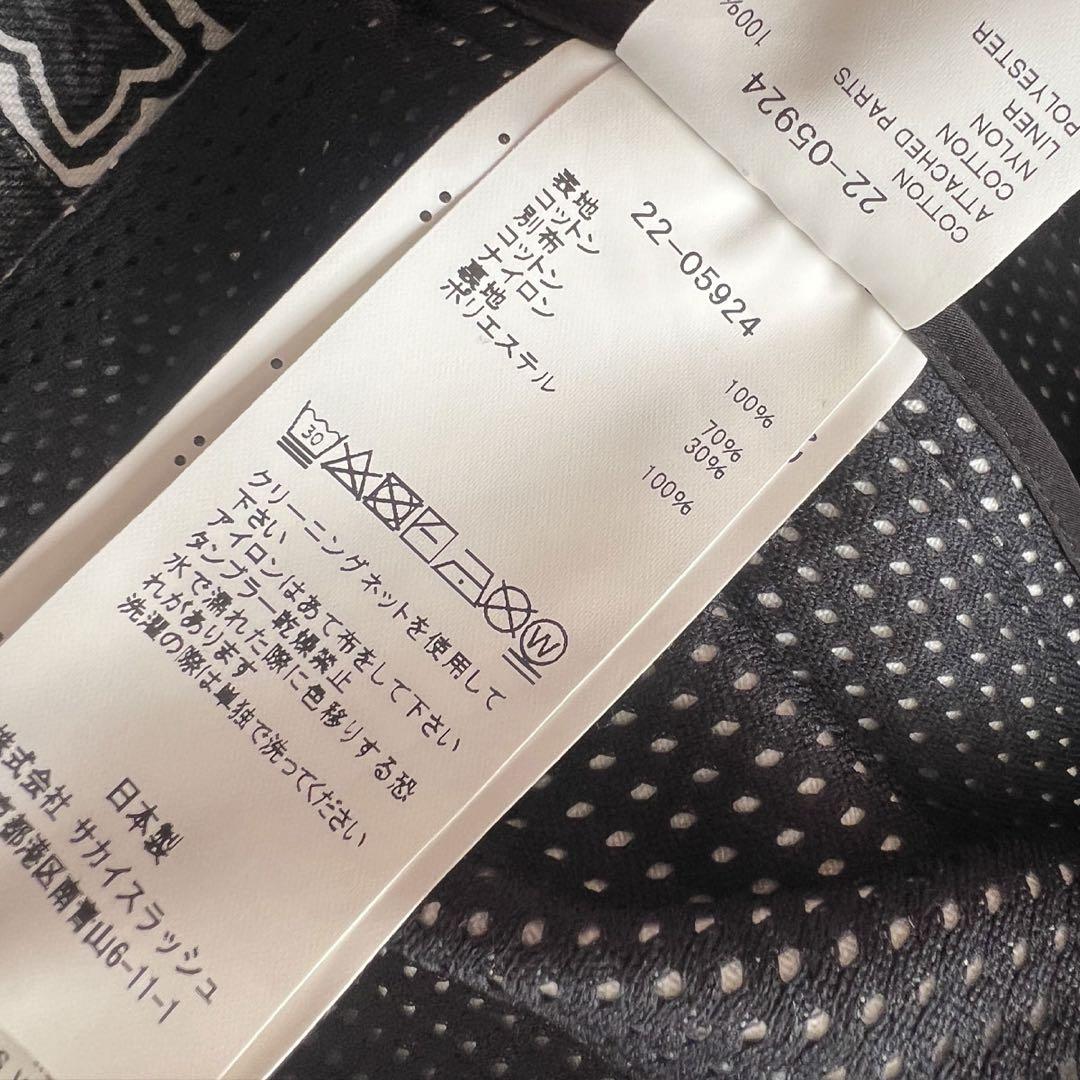 22-05924
表地
コットン 100%
別布
コットン 70%
ナイロン 30%
裏地
ポリエステル 100%
30
W
クリーニングネットを使用して
下さい
アイロンはあて布をして下さい
タンブラー乾燥禁止
水で濡れた際に色移りする恐
れがあります
洗濯の際は単独で洗ってください
日本製
株式会社 サカイスラッシュ
京都港区南青山6-11-1
22-05924
COTTON 100%
ATTACHED PARTS
COTTON
NYLON
LINER
POLYESTER